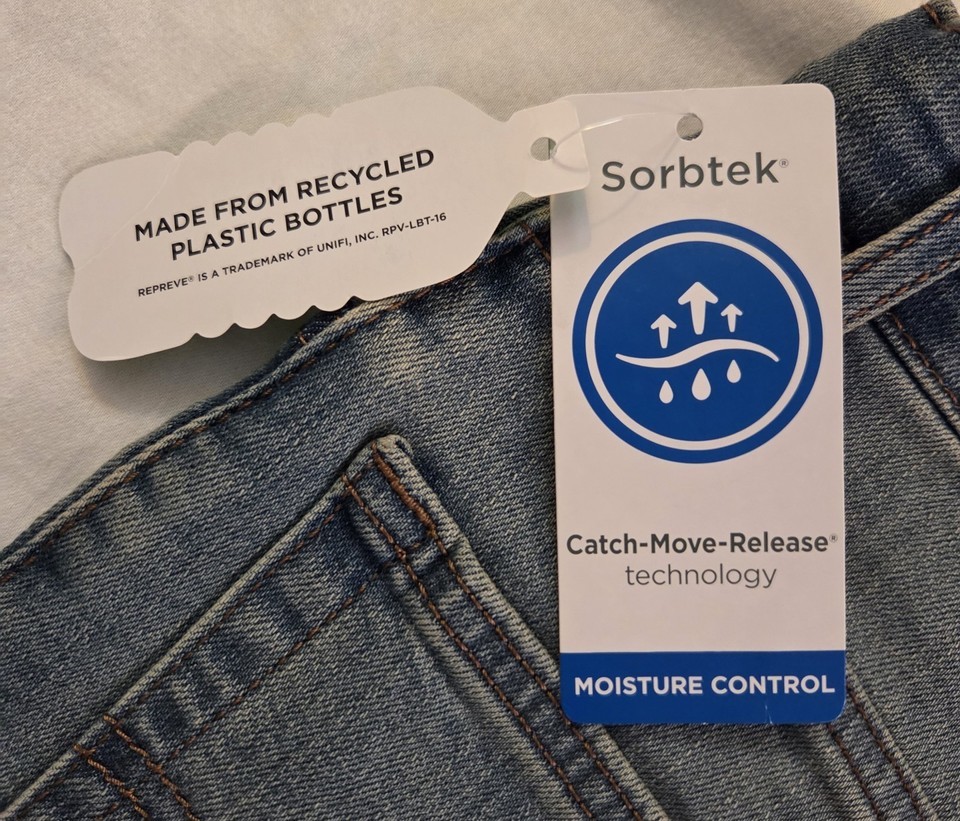 MADE FROM RECYCLED
PLASTIC BOTTLES
REPREVE® IS A TRADEMARK OF UNIFI, INC. RPV-LBT-16
Sorbtek®
Catch-Move-Release®
technology
MOISTURE CONTROL